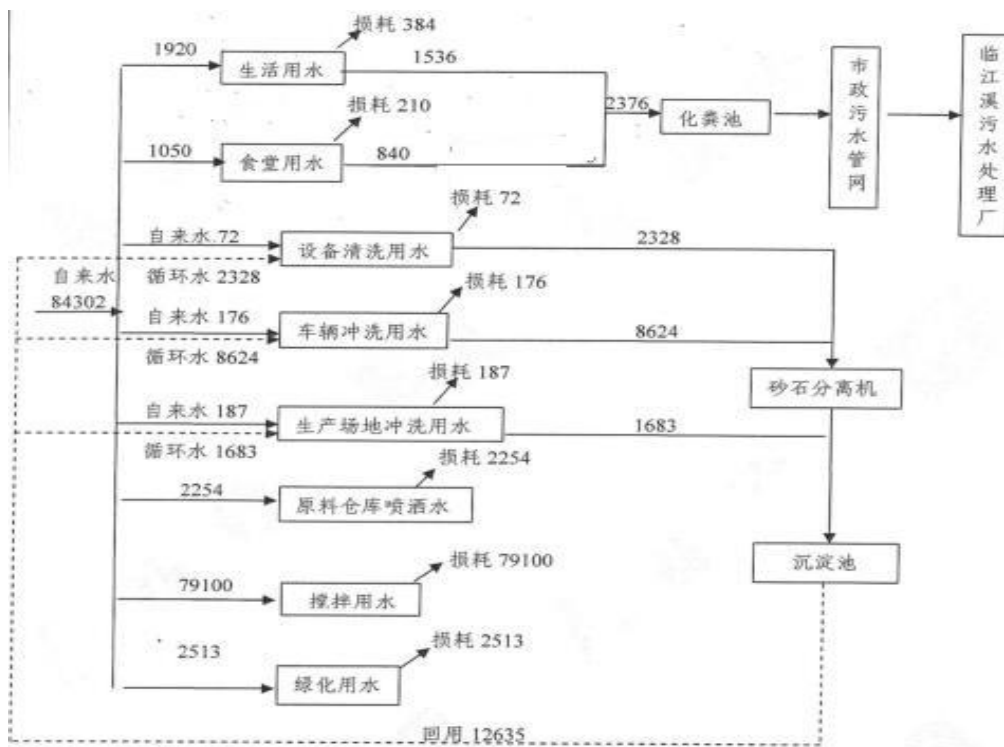 损耗 384
1920
生活用水
1536
损耗 210
2376
化粪池
市政污水管网
临江溪污水处理厂
1050
食堂用水
840
损耗 72
自来水 72
设备清洗用水
2328
循环水 2328
自来水
84302
损耗 176
自来水 176
车辆冲洗用水
8624
循环水 8624
损耗 187
砂石分离机
自来水 187
生产场地冲洗用水
1683
循环水 1683
损耗 2254
2254
原料仓库喷洒水
损耗 79100
沉淀池
79100
搅拌用水
损耗 2513
2513
绿化用水
回用 12635